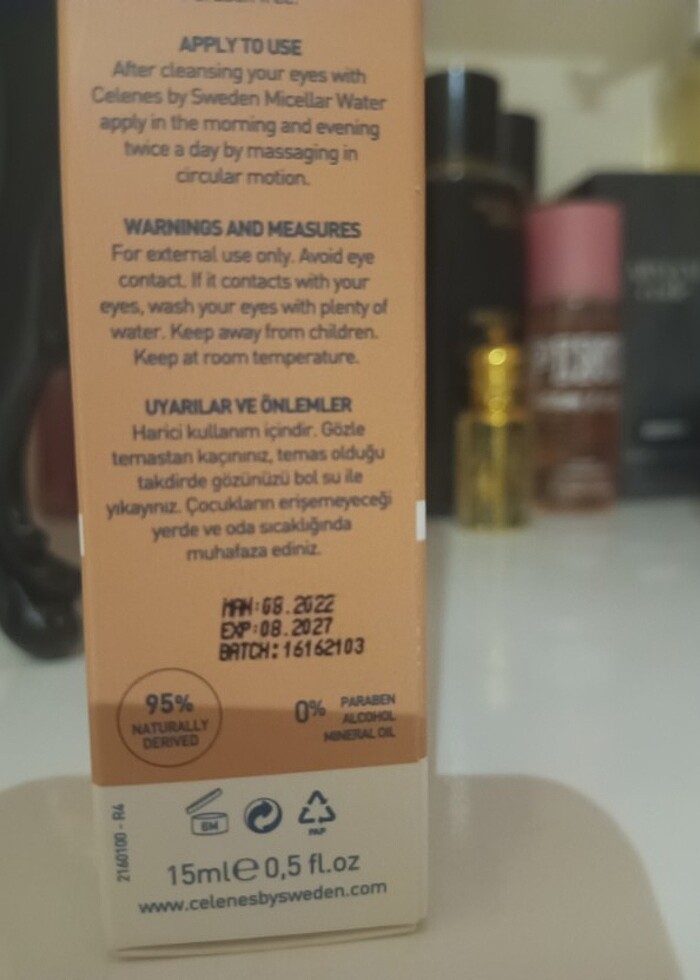 APPLY TO USE
After cleansing your eyes with
Celenes by Sweden Micellar Water
apply in the morning and evening
twice a day by massaging in
circular motion.
WARNINGS AND MEASURES
For external use only. Avoid eye
contact. If it contacts with your
eyes, wash your eyes with plenty of
water. Keep away from children.
Keep at room temperature.
UYARILAR VE ÖNLEMLER
Harici kullanım içindir. Gözle
temastan kaçınınız, temas olduğu
takdirde gözünüzü bol su ile
yıkayınız. Çocukların erişemeyeceği
yerde ve oda sıcaklığında
muhafaza ediniz.
MAN:08.2022
EXP:08.2027
BATCH:16162103
95%
NATURALLY
DERIVED
0% PARABEN
ALCOHOL
MINERAL OIL
2160100 - R4
6M
PAP
15ml℮ 0,5 fl.oz
www.celenesbysweden.com